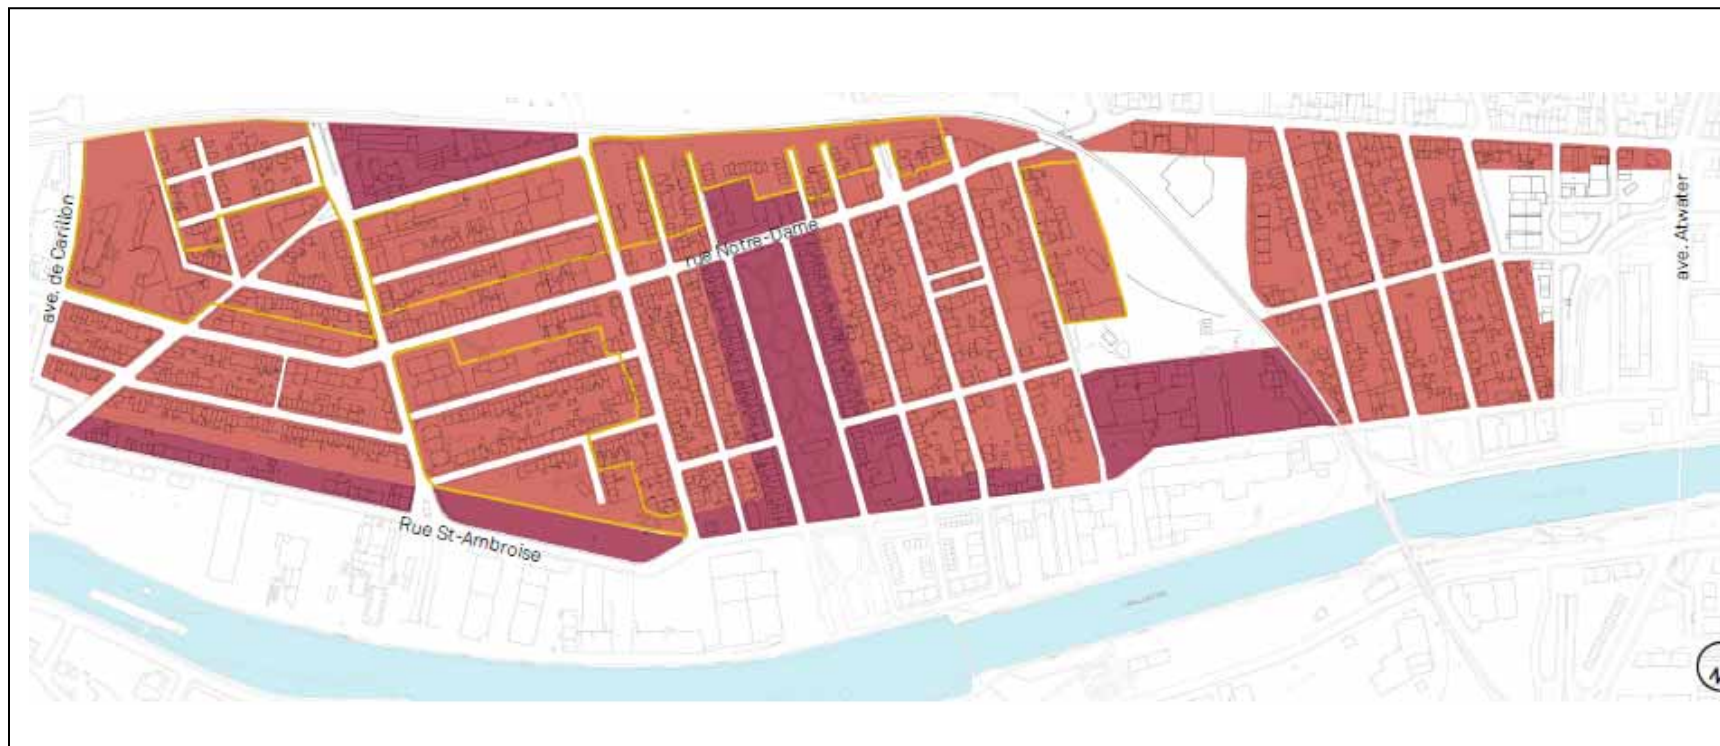 ave. de Carillon
rue Notre-Dame
ave. Atwater
Rue St-Ambroise
N